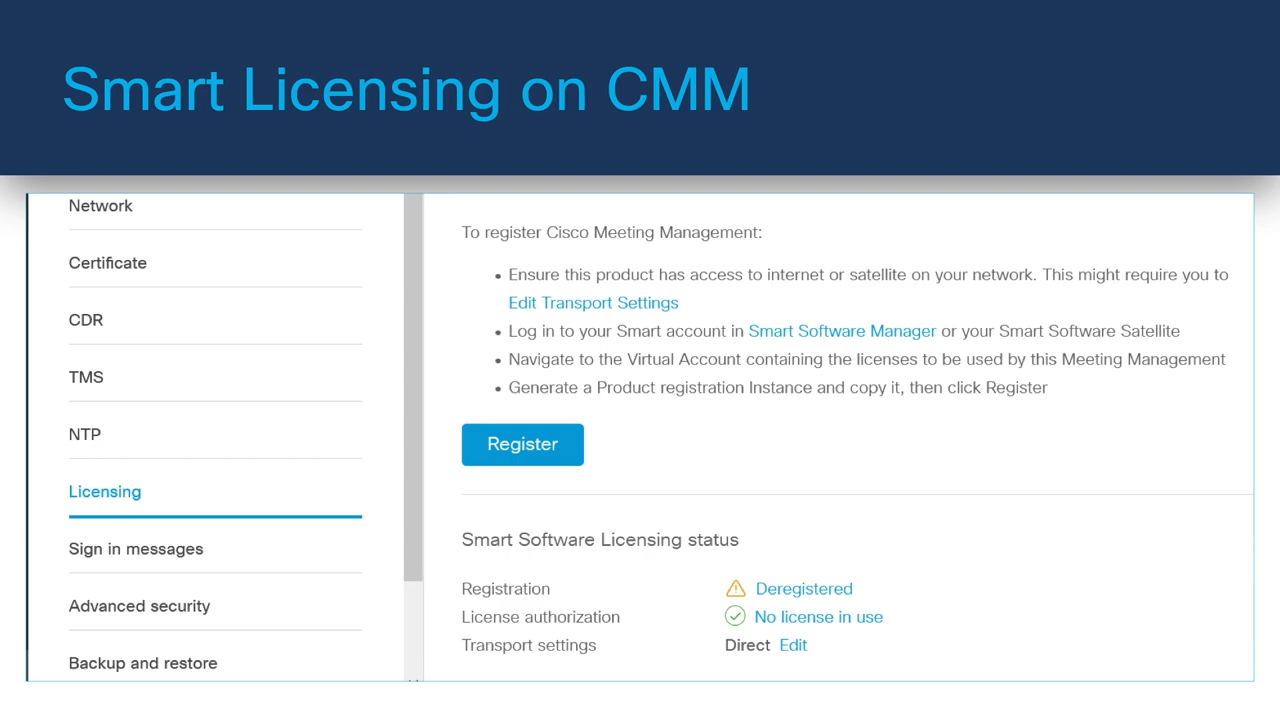 Smart Licensing on CMM
Network
Certificate
CDR
TMS
NTP
Licensing
Sign in messages
Advanced security
Backup and restore
To register Cisco Meeting Management:
• Ensure this product has access to internet or satellite on your network. This might require you to
Edit Transport Settings
• Log in to your Smart account in Smart Software Manager or your Smart Software Satellite
• Navigate to the Virtual Account containing the licenses to be used by this Meeting Management
• Generate a Product registration Instance and copy it, then click Register
Register
Smart Software Licensing status
Registration Deregistered
License authorization No license in use
Transport settings Direct Edit